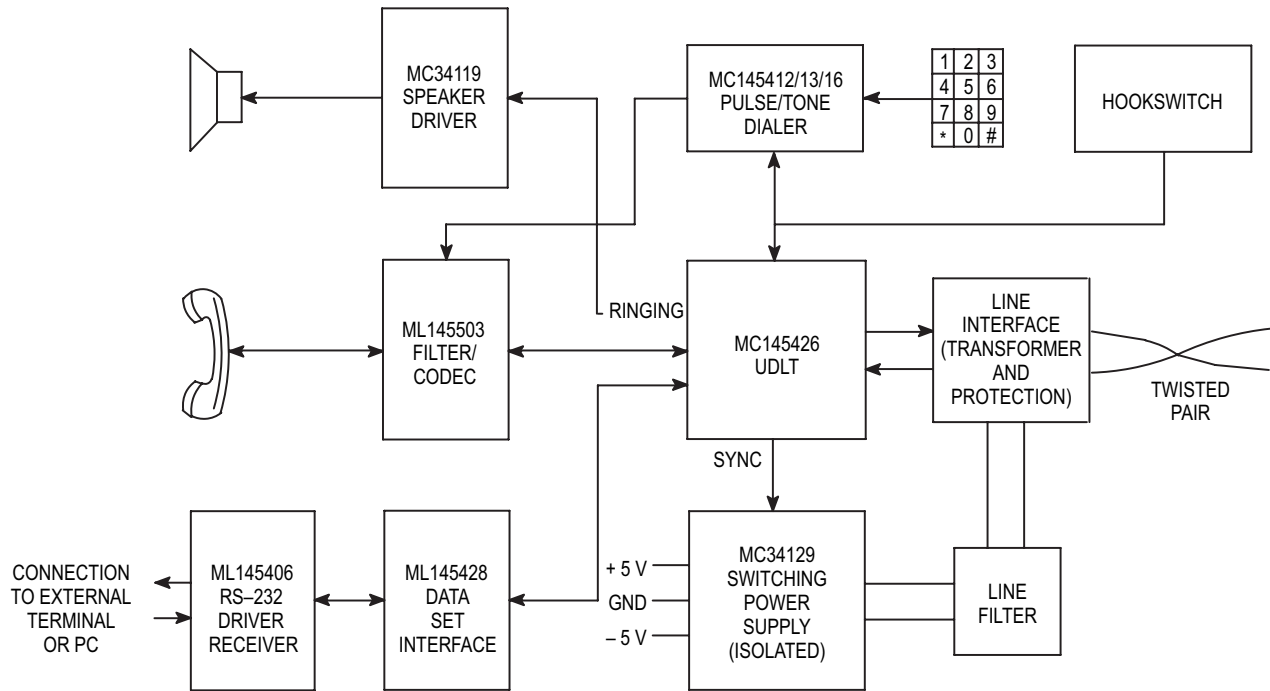 MC34119
SPEAKER
DRIVER
MC145412/13/16
PULSE/TONE
DIALER
1 2 3
4 5 6
7 8 9
* 0 #
HOOKSWITCH
ML145503
FILTER/
CODEC
RINGING
MC145426
UDLT
LINE
INTERFACE
(TRANSFORMER
AND
PROTECTION)
TWISTED
PAIR
SYNC
CONNECTION
TO EXTERNAL
TERMINAL
OR PC
ML145406
RS–232
DRIVER
RECEIVER
ML145428
DATA
SET
INTERFACE
+ 5 V
GND
– 5 V
MC34129
SWITCHING
POWER
SUPPLY
(ISOLATED)
LINE
FILTER